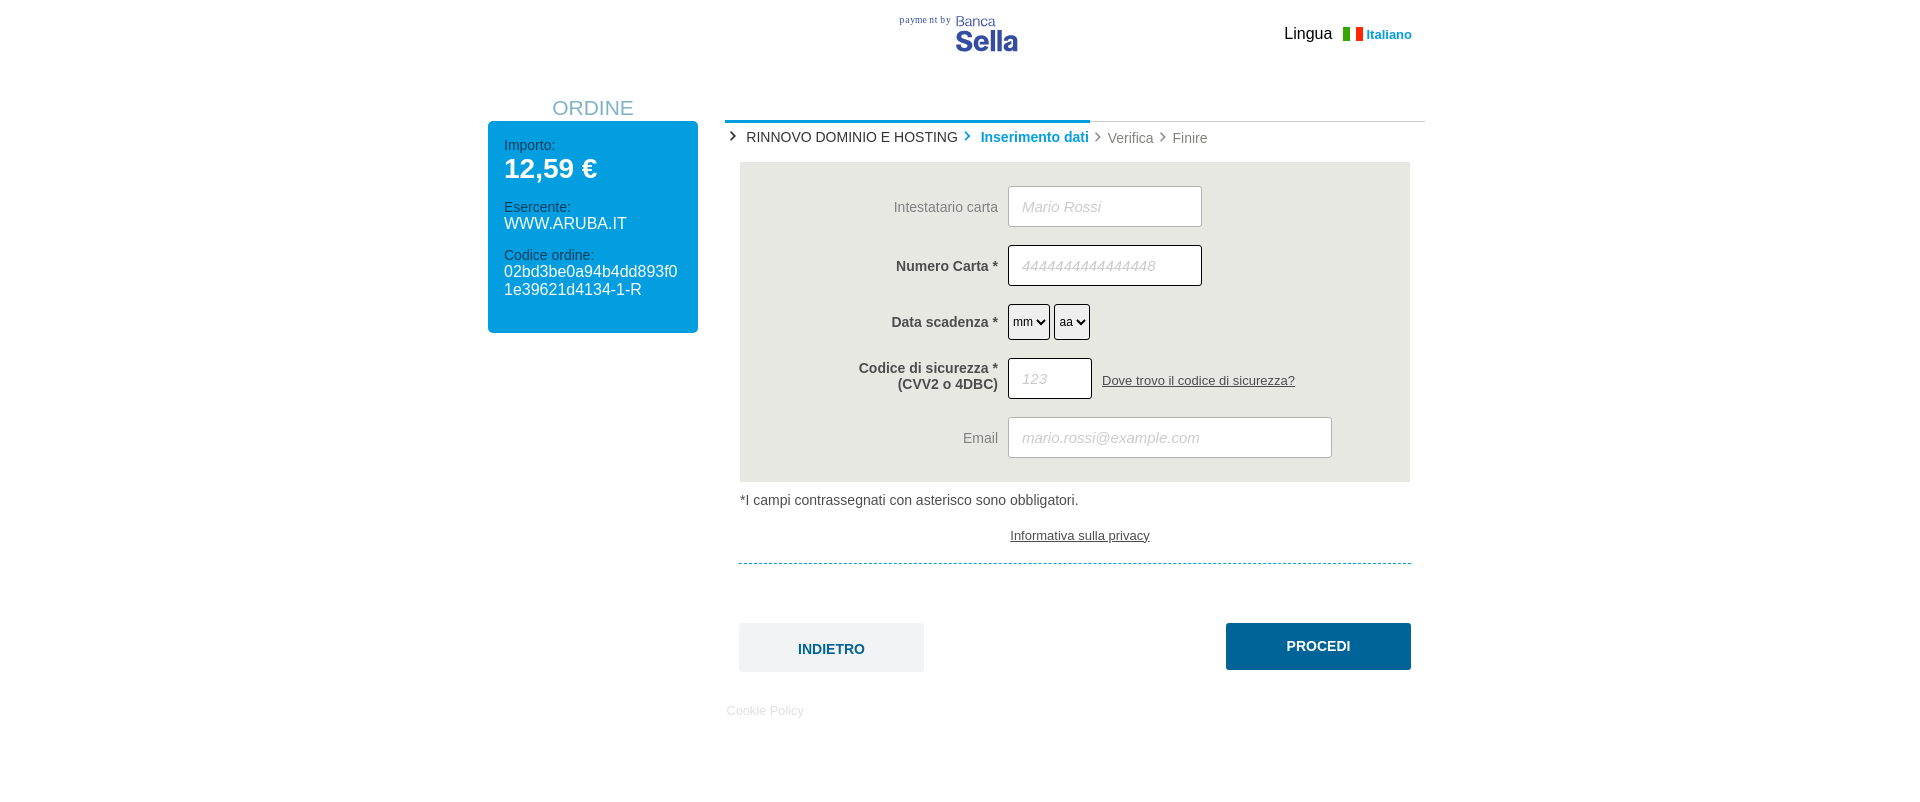 payment by Banca
Sella
Lingua Italiano
ORDINE
Importo:
12,59 €
Esercente:
WWW.ARUBA.IT
Codice ordine:
02bd3be0a94b4dd893f0
1e39621d4134-1-R
RINNOVO DOMINIO E HOSTING Inserimento dati Verifica Finire
Intestatario carta Mario Rossi
Numero Carta * 4444444444444448
Data scadenza * mm aa
Codice di sicurezza *
(CVV2 o 4DBC) 123 Dove trovo il codice di sicurezza?
Email mario.rossi@example.com
*I campi contrassegnati con asterisco sono obbligatori.
Informativa sulla privacy
INDIETRO PROCEDI
Cookie Policy